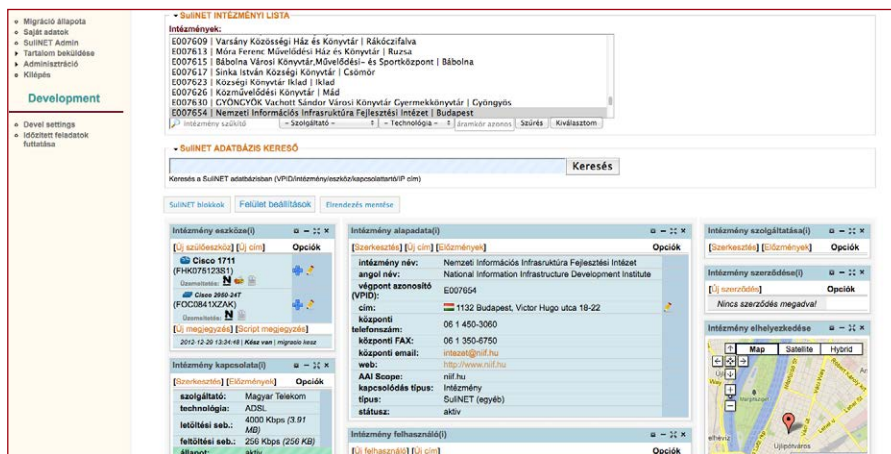 Migráció állapota
Saját adatok
SuliNET Admin
Tartalom beküldése
Adminisztráció
Kilépés
Development
Devel settings
Időzített feladatok
futtatása
SuliNET INTÉZMÉNYI LISTA
Intézmények:
E007609 | Varsány Közösségi Ház és Könyvtár | Rákóczifalva
E007613 | Móra Ferenc Művelődési Ház és Könyvtár | Ruzsa
E007615 | Bábolna Városi Könyvtár,Művelődési- és Sportközpont | Bábolna
E007617 | Sinka István Községi Könyvtár | Csömör
E007623 | Községi Könyvtár Iklad | Iklad
E007626 | Közművelődési Könyvtár | Mád
E007630 | GYÖNGYÖK Vachott Sándor Városi Könyvtár Gyermekkönyvtár | Gyöngyös
E007654 | Nemzeti Információs Infrasruktúra Fejlesztési Intézet | Budapest
Intézmény szűkítő - Szolgáltató - - Technológia - áramkör azonos Szűrés Kiválasztom
SuliNET ADATBÁZIS KERESŐ
Keresés
Keresés a SuliNET adatbázisban (VPID/Intézmény/eszköz/kapcsolattartó/IP cím)
SuliNET blokkok Felület beállítások Elrendezés mentése
Intézmény eszköze(i)
[Új szülőeszköz] [Új cím] Opciók
Cisco 1711
(FHK075123S1)
Üzemeltetés: N
Cisco 2950-24T
(FOC0841XZAK)
Üzemeltetés: N
[Új megjegyzés] [Script megjegyzés]
2012-12-20 13:34:48 | Kész van | migracio kesz
Intézmény kapcsolata(i)
[Szerkesztés] [Előzmények] Opciók
szolgáltató: Magyar Telekom
technológia: ADSL
letöltési seb.: 4000 Kbps (3.91
MB)
feltöltési seb.: 256 Kbps (256 KB)
állapot: aktív
Intézmény alapadata(i)
[Szerkesztés] [Új cím] [Előzmények] Opciók
intézmény név: Nemzeti Információs Infrasruktúra Fejlesztési Intézet
angol név: National Information Infrastructure Development Institute
végpont azonosító
(VPID): E007654
cím: 1132 Budapest, Victor Hugo utca 18-22
központi
telefonszám: 06 1 450-3060
központi FAX: 06 1 350-6750
központi email: intezet@niif.hu
web: http://www.niif.hu
AAI Scope: niif.hu
kapcsolódás típus: Intézmény
típus: SuliNET (egyéb)
státusz: aktív
Intézmény felhasználó(i)
[Új felhasználó] [Új cím] Opciók
Intézmény szolgáltatása(i)
[Szerkesztés] [Előzmények] Opciók
Intézmény szerződése(i)
[Új szerződés] Opciók
Nincs szerződés megadva!
Intézmény elhelyezkedése
Map Satellite Hybrid
Újlipótváros